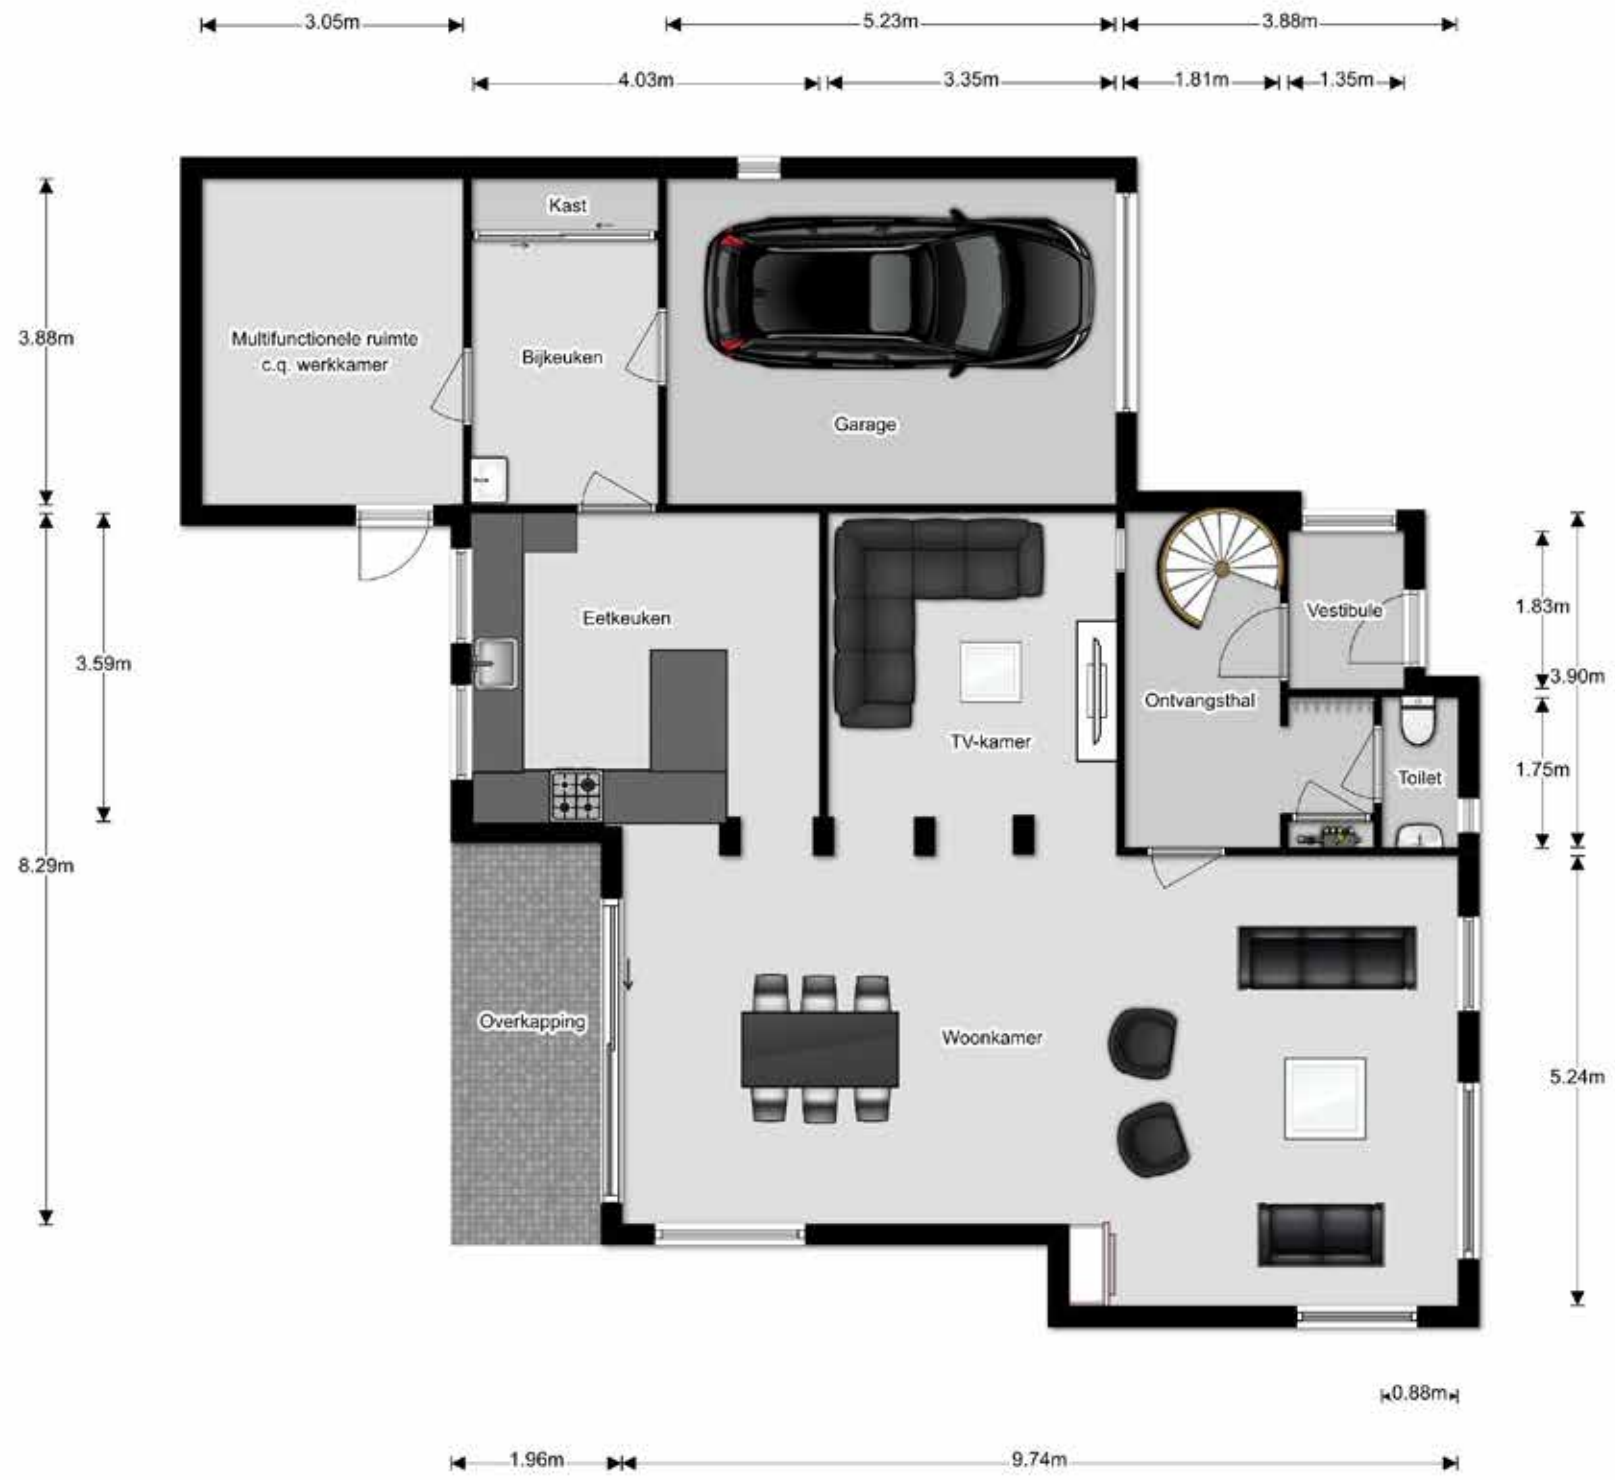 3.05m
5.23m
3.88m
4.03m
3.35m
1.81m
1.35m
Kast
3.88m
Multifunctionele ruimte
c.q. werkkamer
Bijkeuken
Garage
Eetkeuken
Vestibule
1.83m
3.59m
3.90m
Ontvangsthal
TV-kamer
1.75m
Toilet
8.29m
Overkapping
Woonkamer
5.24m
0.88m
1.96m
9.74m